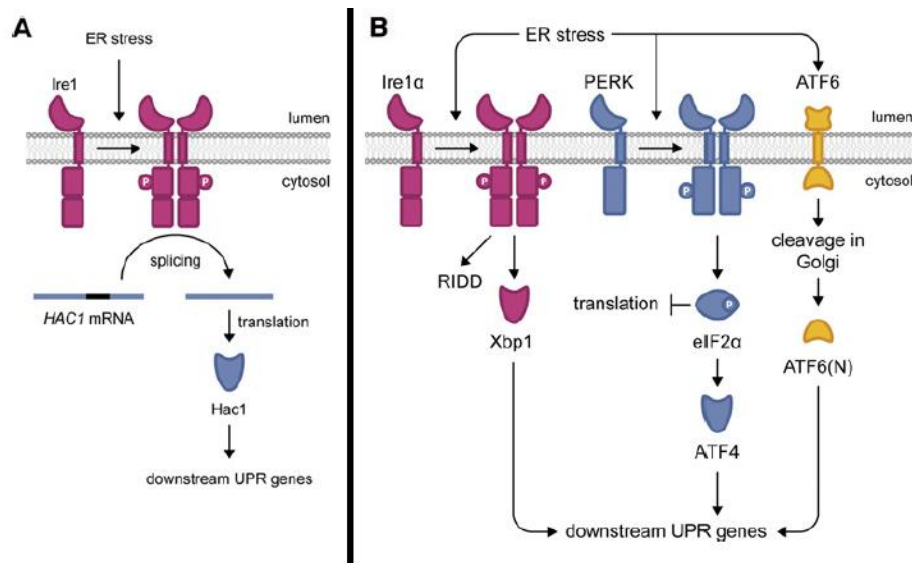 A
ER stress
Ire1
lumen
cytosol
P
P
splicing
HAC1 mRNA
translation
Hac1
downstream UPR genes
B
ER stress
Ire1α
PERK
ATF6
lumen
cytosol
P
P
P
P
RIDD
Xbp1
translation
P
eIF2α
ATF4
cleavage in
Golgi
ATF6(N)
downstream UPR genes